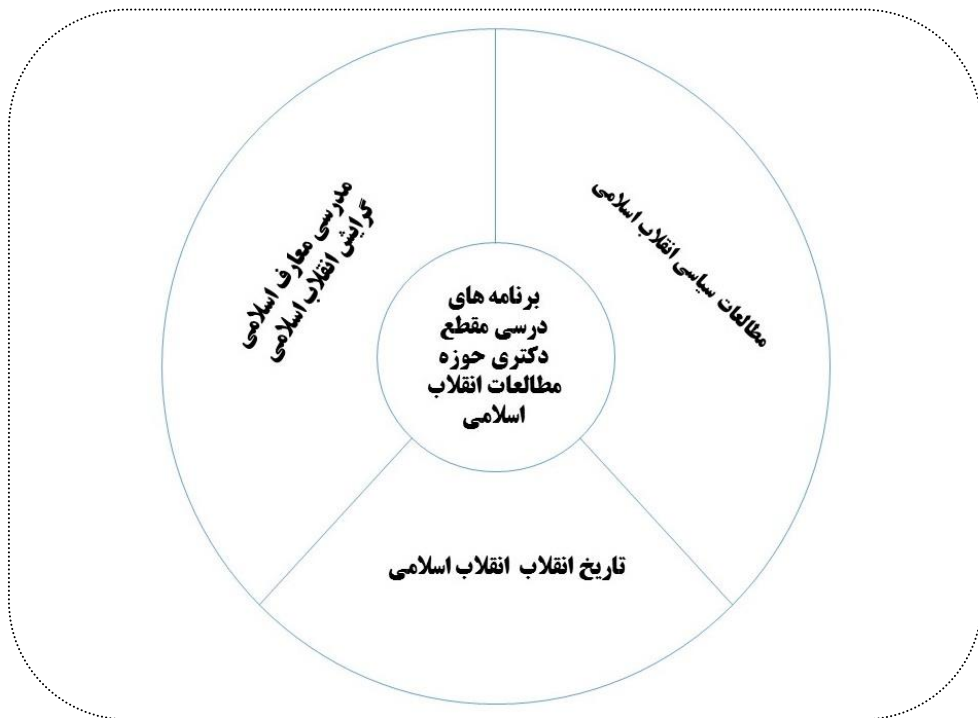 برنامه های
درسی مقطع
دکتری حوزه
مطالعات انقلاب
اسلامی
مطالعات سیاسی انقلاب اسلامی
تاریخ انقلاب انقلاب اسلامی
مدرسی معارف اسلامی
گرایش انقلاب اسلامی